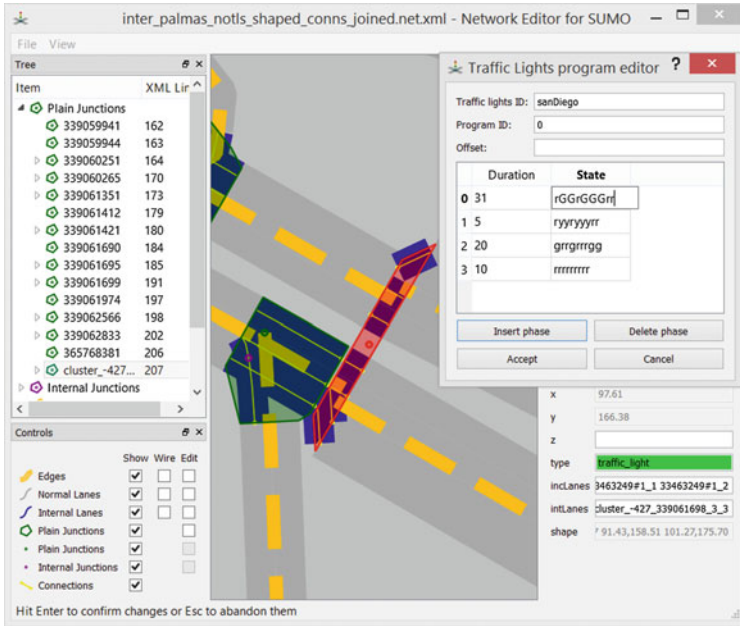 inter_palmas_notls_shaped_conns_joined.net.xml - Network Editor for SUMO
File View
Tree
Item XML Lir
Plain Junctions
339059941 162
339059944 163
339060251 164
339060265 170
339061351 173
339061412 179
339061421 180
339061690 184
339061695 185
339061699 191
339061974 197
339062566 198
339062833 202
365768381 206
cluster_-427... 207
Internal Junctions
Controls
Show Wire Edit
Edges
Normal Lanes
Internal Lanes
Plain Junctions
Plain Junctions
Internal Junctions
Connections
Traffic Lights program editor ?
Traffic lights ID: sanDiego
Program ID: 0
Offset:
Duration State
0 31 rGGrGGGrr
1 5 ryyryyyrr
2 20 grrgrrrgg
3 10 rrrrrrrrr
Insert phase Delete phase
Accept Cancel
x 97.61
y 166.38
z
type traffic_light
incLanes 3463249#1_1 33463249#1_2
intLanes cluster_-427_339061698_3_3
shape 7 91.43,158.51 101.27,175.70
Hit Enter to confirm changes or Esc to abandon them